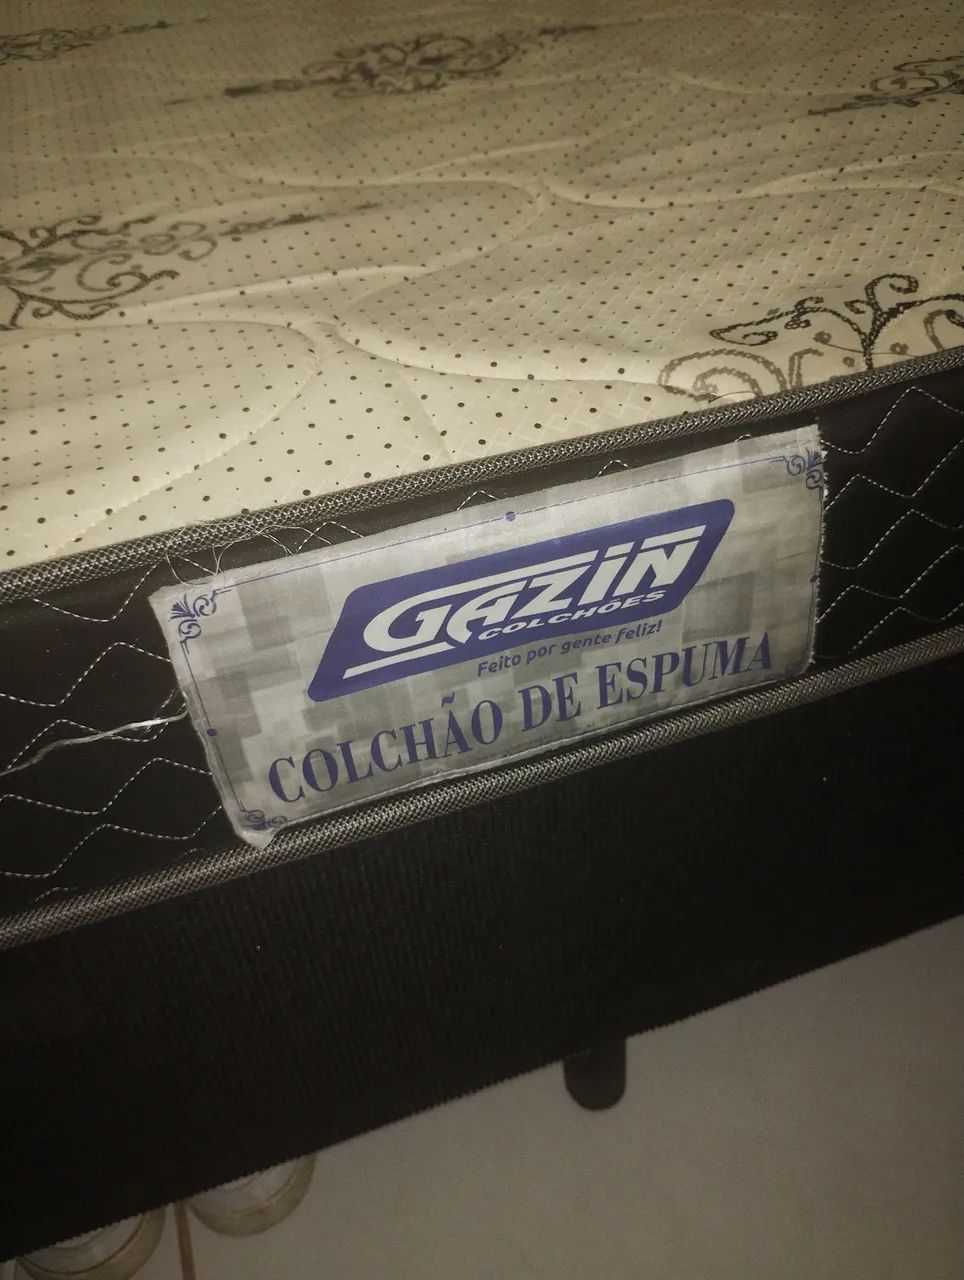 GAZIN
COLCHÕES
Feito por gente feliz!
COLCHÃO DE ESPUMA